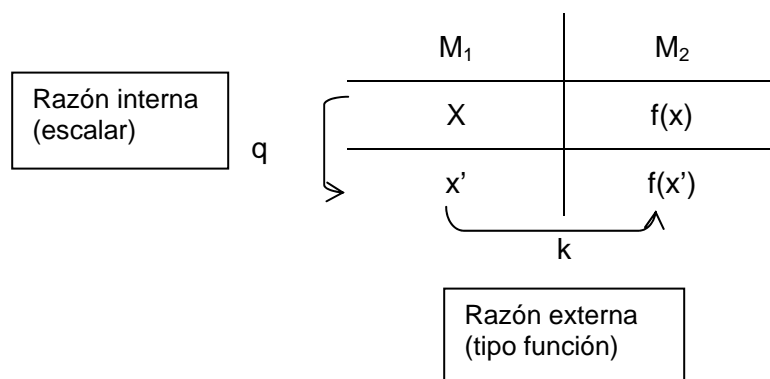 M₁ M₂
Razón interna
(escalar)
X f(x)
q
x’ f(x’)
k
Razón externa
(tipo función)